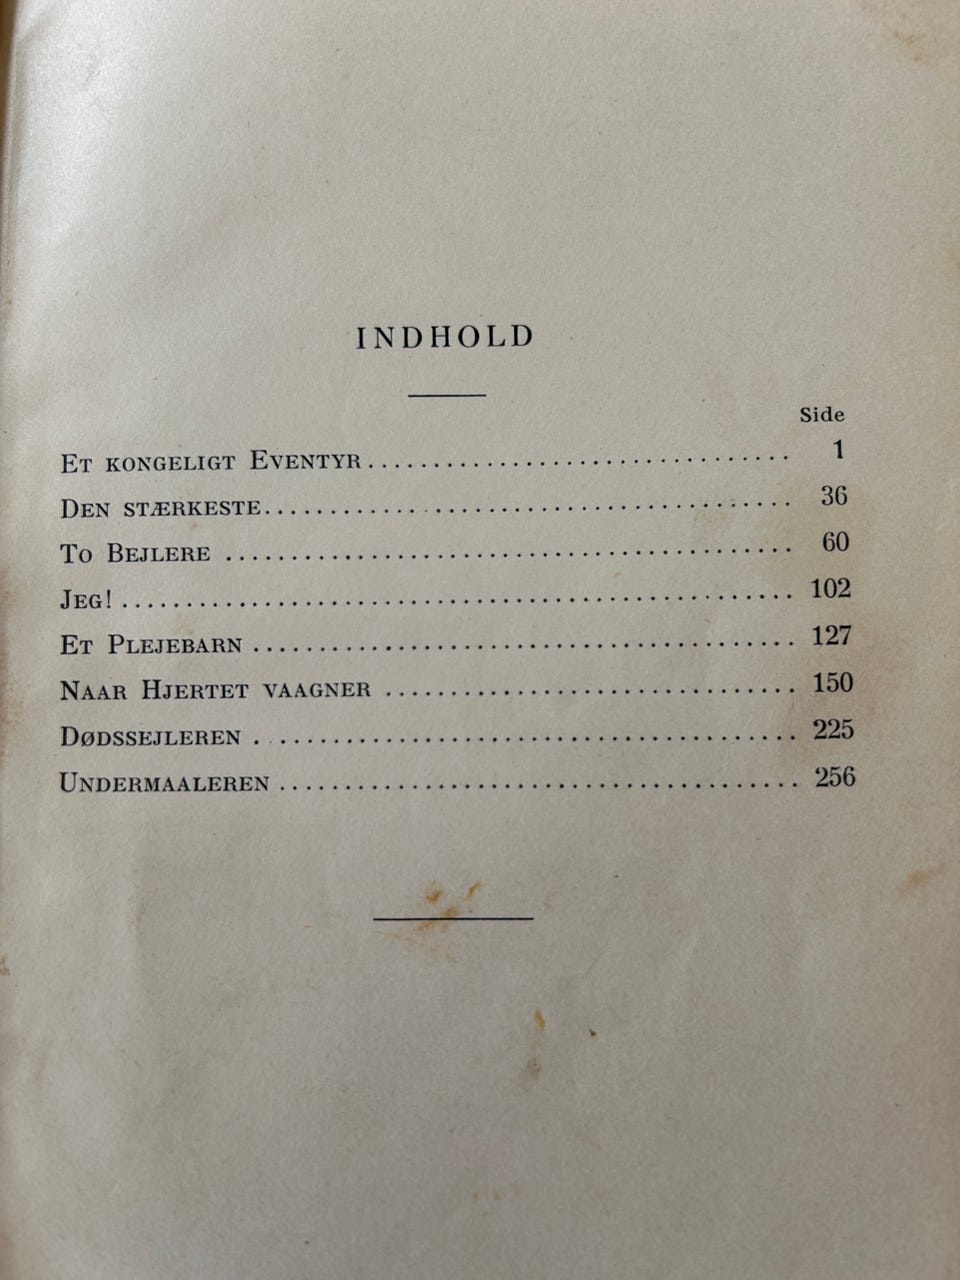 INDHOLD
Side
Et kongeligt Eventyr 1
Den stærkeste 36
To Bejlere 60
Jeg! 102
Et Plejebarn 127
Naar Hjertet vaagner 150
Dødssejleren 225
Undermaaleren 256